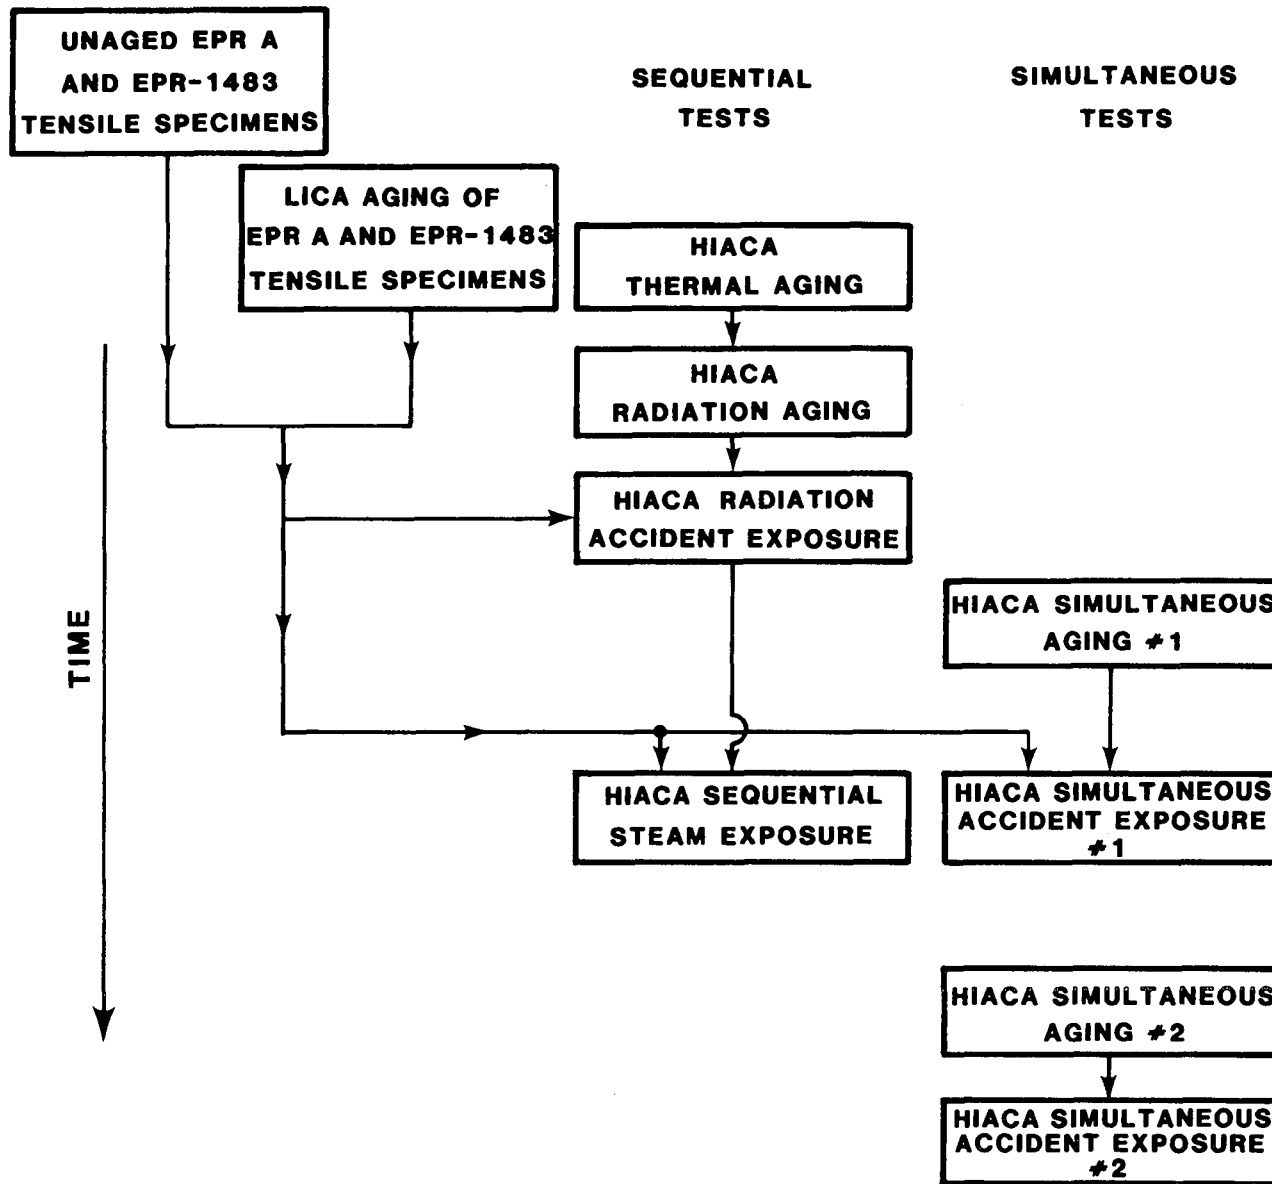 UNAGED EPR A
AND EPR-1483
TENSILE SPECIMENS
SEQUENTIAL
TESTS
SIMULTANEOUS
TESTS
LICA AGING OF
EPR A AND EPR-1483
TENSILE SPECIMENS
HIACA
THERMAL AGING
HIACA
RADIATION AGING
HIACA RADIATION
ACCIDENT EXPOSURE
TIME
HIACA SIMULTANEOUS
AGING #1
HIACA SEQUENTIAL
STEAM EXPOSURE
HIACA SIMULTANEOUS
ACCIDENT EXPOSURE
#1
HIACA SIMULTANEOUS
AGING #2
HIACA SIMULTANEOUS
ACCIDENT EXPOSURE
#2